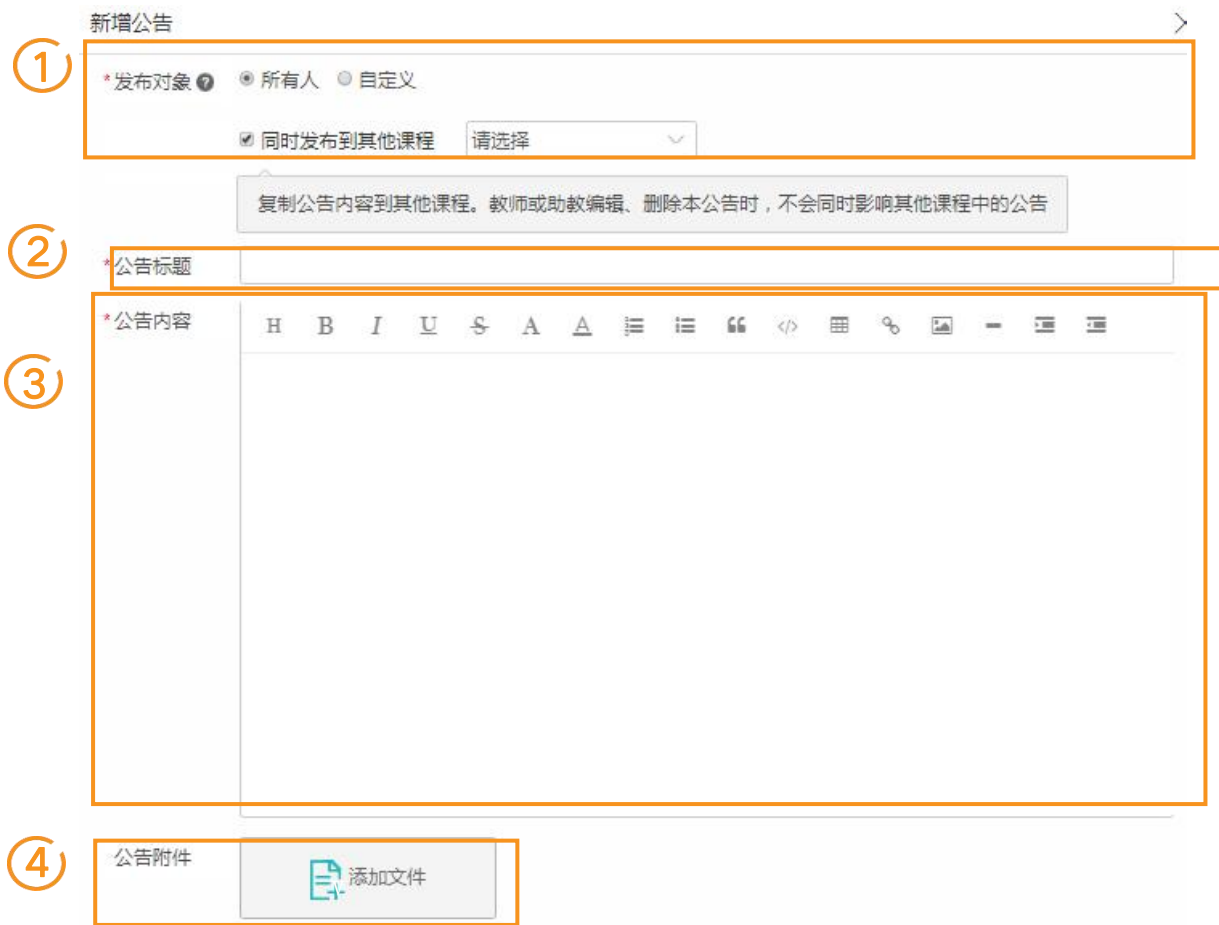 新增公告
①
*发布对象 ? 所有人 自定义
同时发布到其他课程 请选择
复制公告内容到其他课程。教师或助教编辑、删除本公告时，不会同时影响其他课程中的公告
②
*公告标题
*公告内容 H B I U S A A </>
③
④
公告附件 添加文件